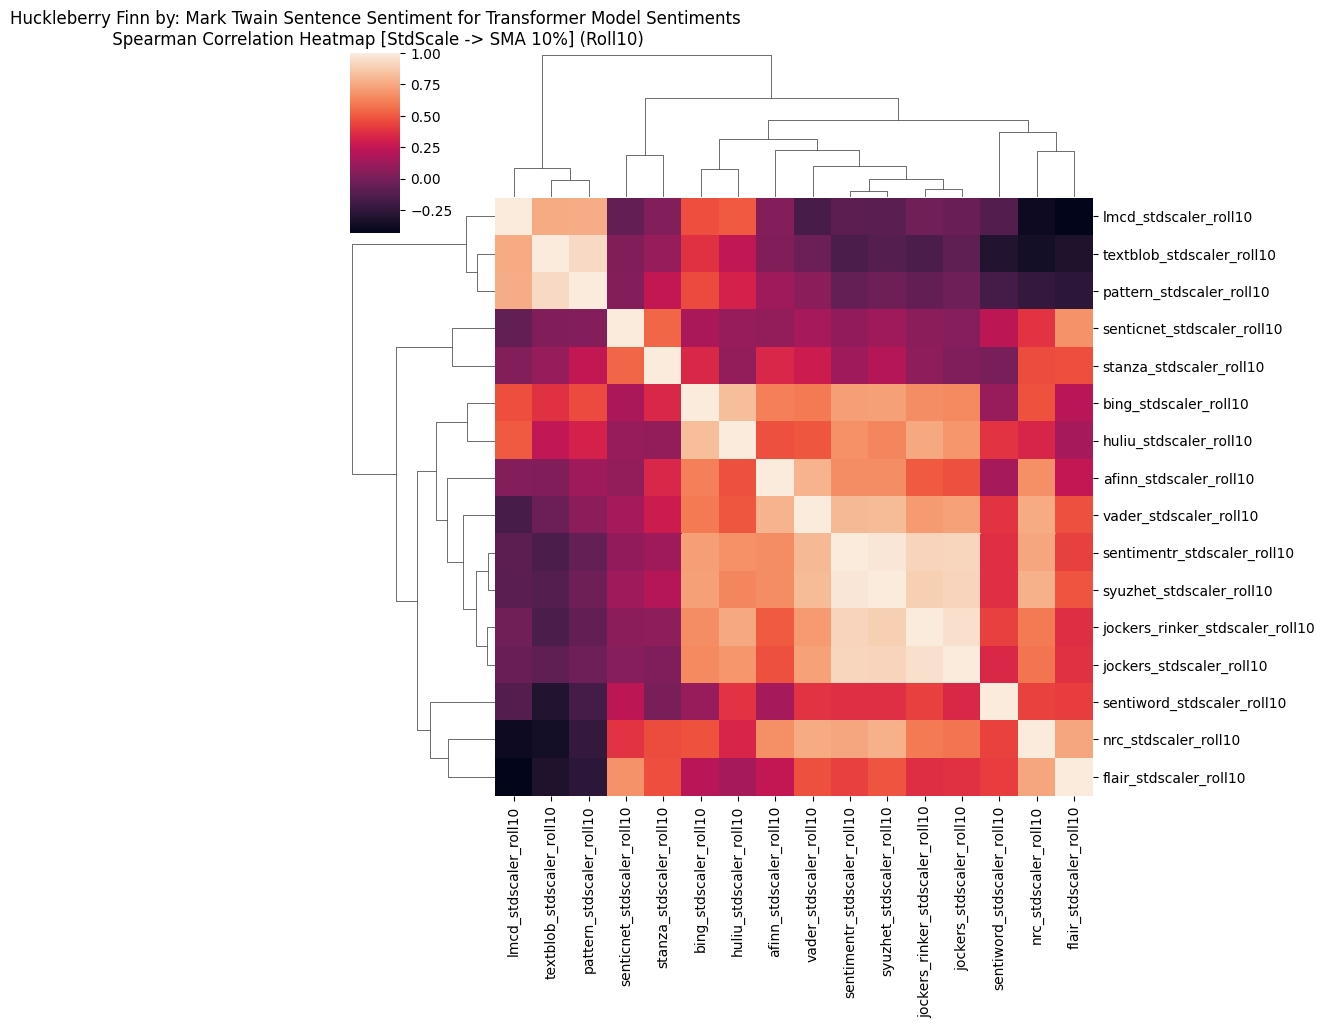 Huckleberry Finn by: Mark Twain Sentence Sentiment for Transformer Model Sentiments
Spearman Correlation Heatmap [StdScale -> SMA 10%] (Roll10)
1.00
0.75
0.50
0.25
0.00
−0.25
lmcd_stdscaler_roll10
textblob_stdscaler_roll10
pattern_stdscaler_roll10
senticnet_stdscaler_roll10
stanza_stdscaler_roll10
bing_stdscaler_roll10
huliu_stdscaler_roll10
afinn_stdscaler_roll10
vader_stdscaler_roll10
sentimentr_stdscaler_roll10
syuzhet_stdscaler_roll10
jockers_rinker_stdscaler_roll10
jockers_stdscaler_roll10
sentiword_stdscaler_roll10
nrc_stdscaler_roll10
flair_stdscaler_roll10
lmcd_stdscaler_roll10
textblob_stdscaler_roll10
pattern_stdscaler_roll10
senticnet_stdscaler_roll10
stanza_stdscaler_roll10
bing_stdscaler_roll10
huliu_stdscaler_roll10
afinn_stdscaler_roll10
vader_stdscaler_roll10
sentimentr_stdscaler_roll10
syuzhet_stdscaler_roll10
jockers_rinker_stdscaler_roll10
jockers_stdscaler_roll10
sentiword_stdscaler_roll10
nrc_stdscaler_roll10
flair_stdscaler_roll10